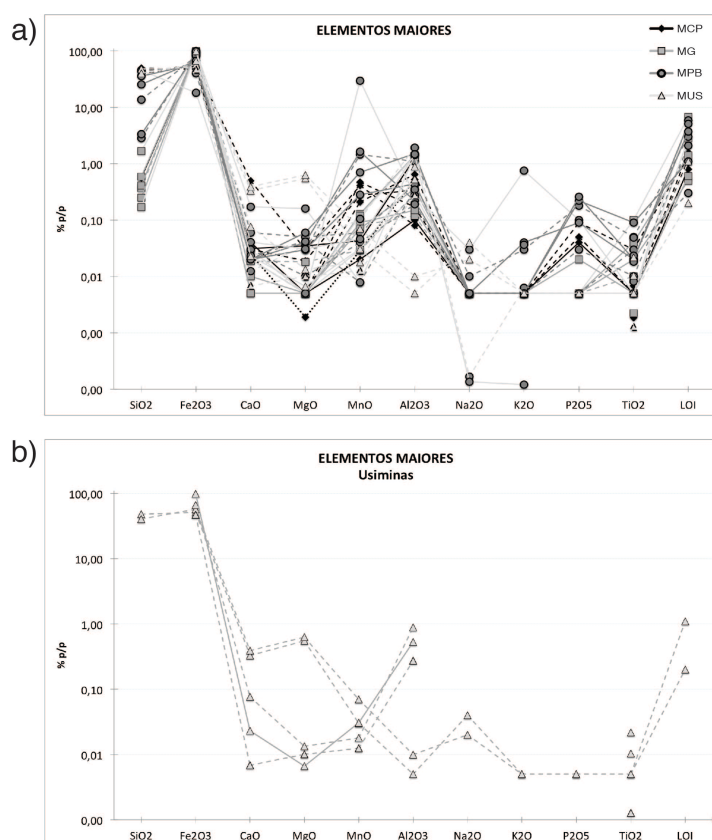 a)
ELEMENTOS MAIORES
MCP
MG
MPB
MUS
100,00
10,00
1,00
0,10
0,01
0,00
0,00
% p/p
SiO2 Fe2O3 CaO MgO MnO Al2O3 Na2O K2O P2O5 TiO2 LOI
b)
ELEMENTOS MAIORES
Usiminas
100,00
10,00
1,00
0,10
0,01
0,00
% p/p
SiO2 Fe2O3 CaO MgO MnO Al2O3 Na2O K2O P2O5 TiO2 LOI